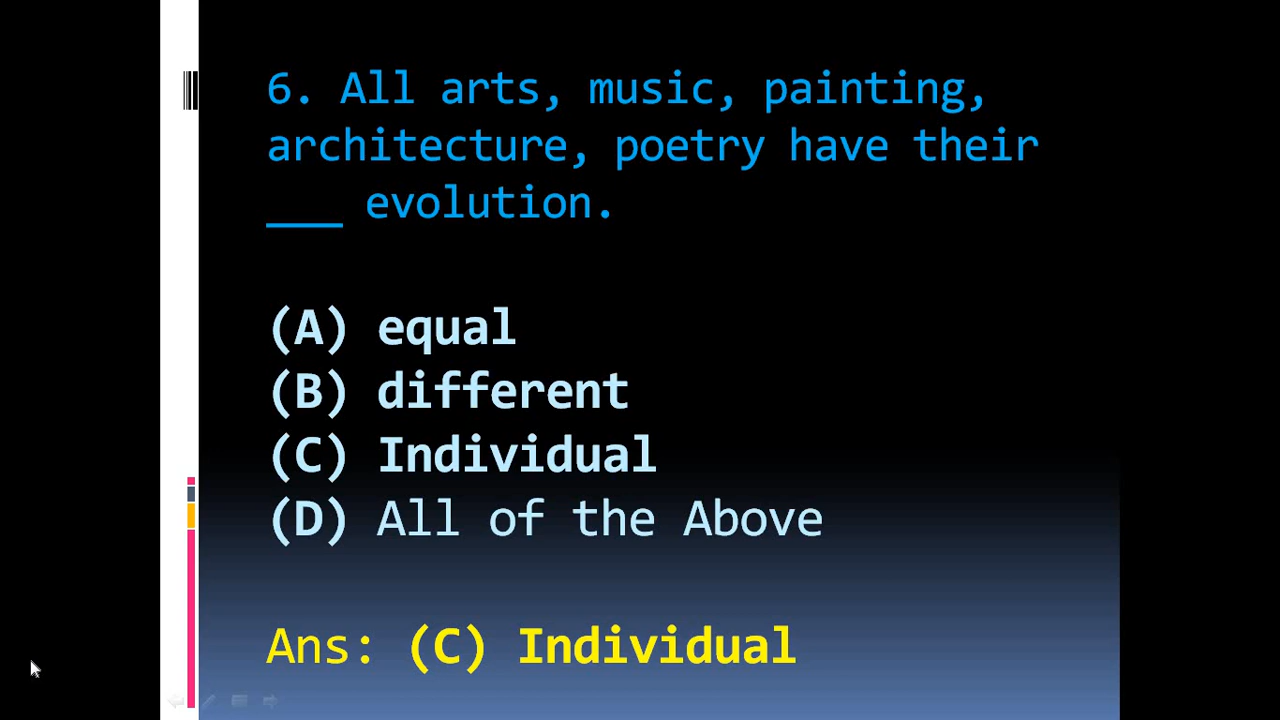 6. All arts, music, painting,
architecture, poetry have their
___ evolution.
(A) equal
(B) different
(C) Individual
(D) All of the Above
Ans: (C) Individual